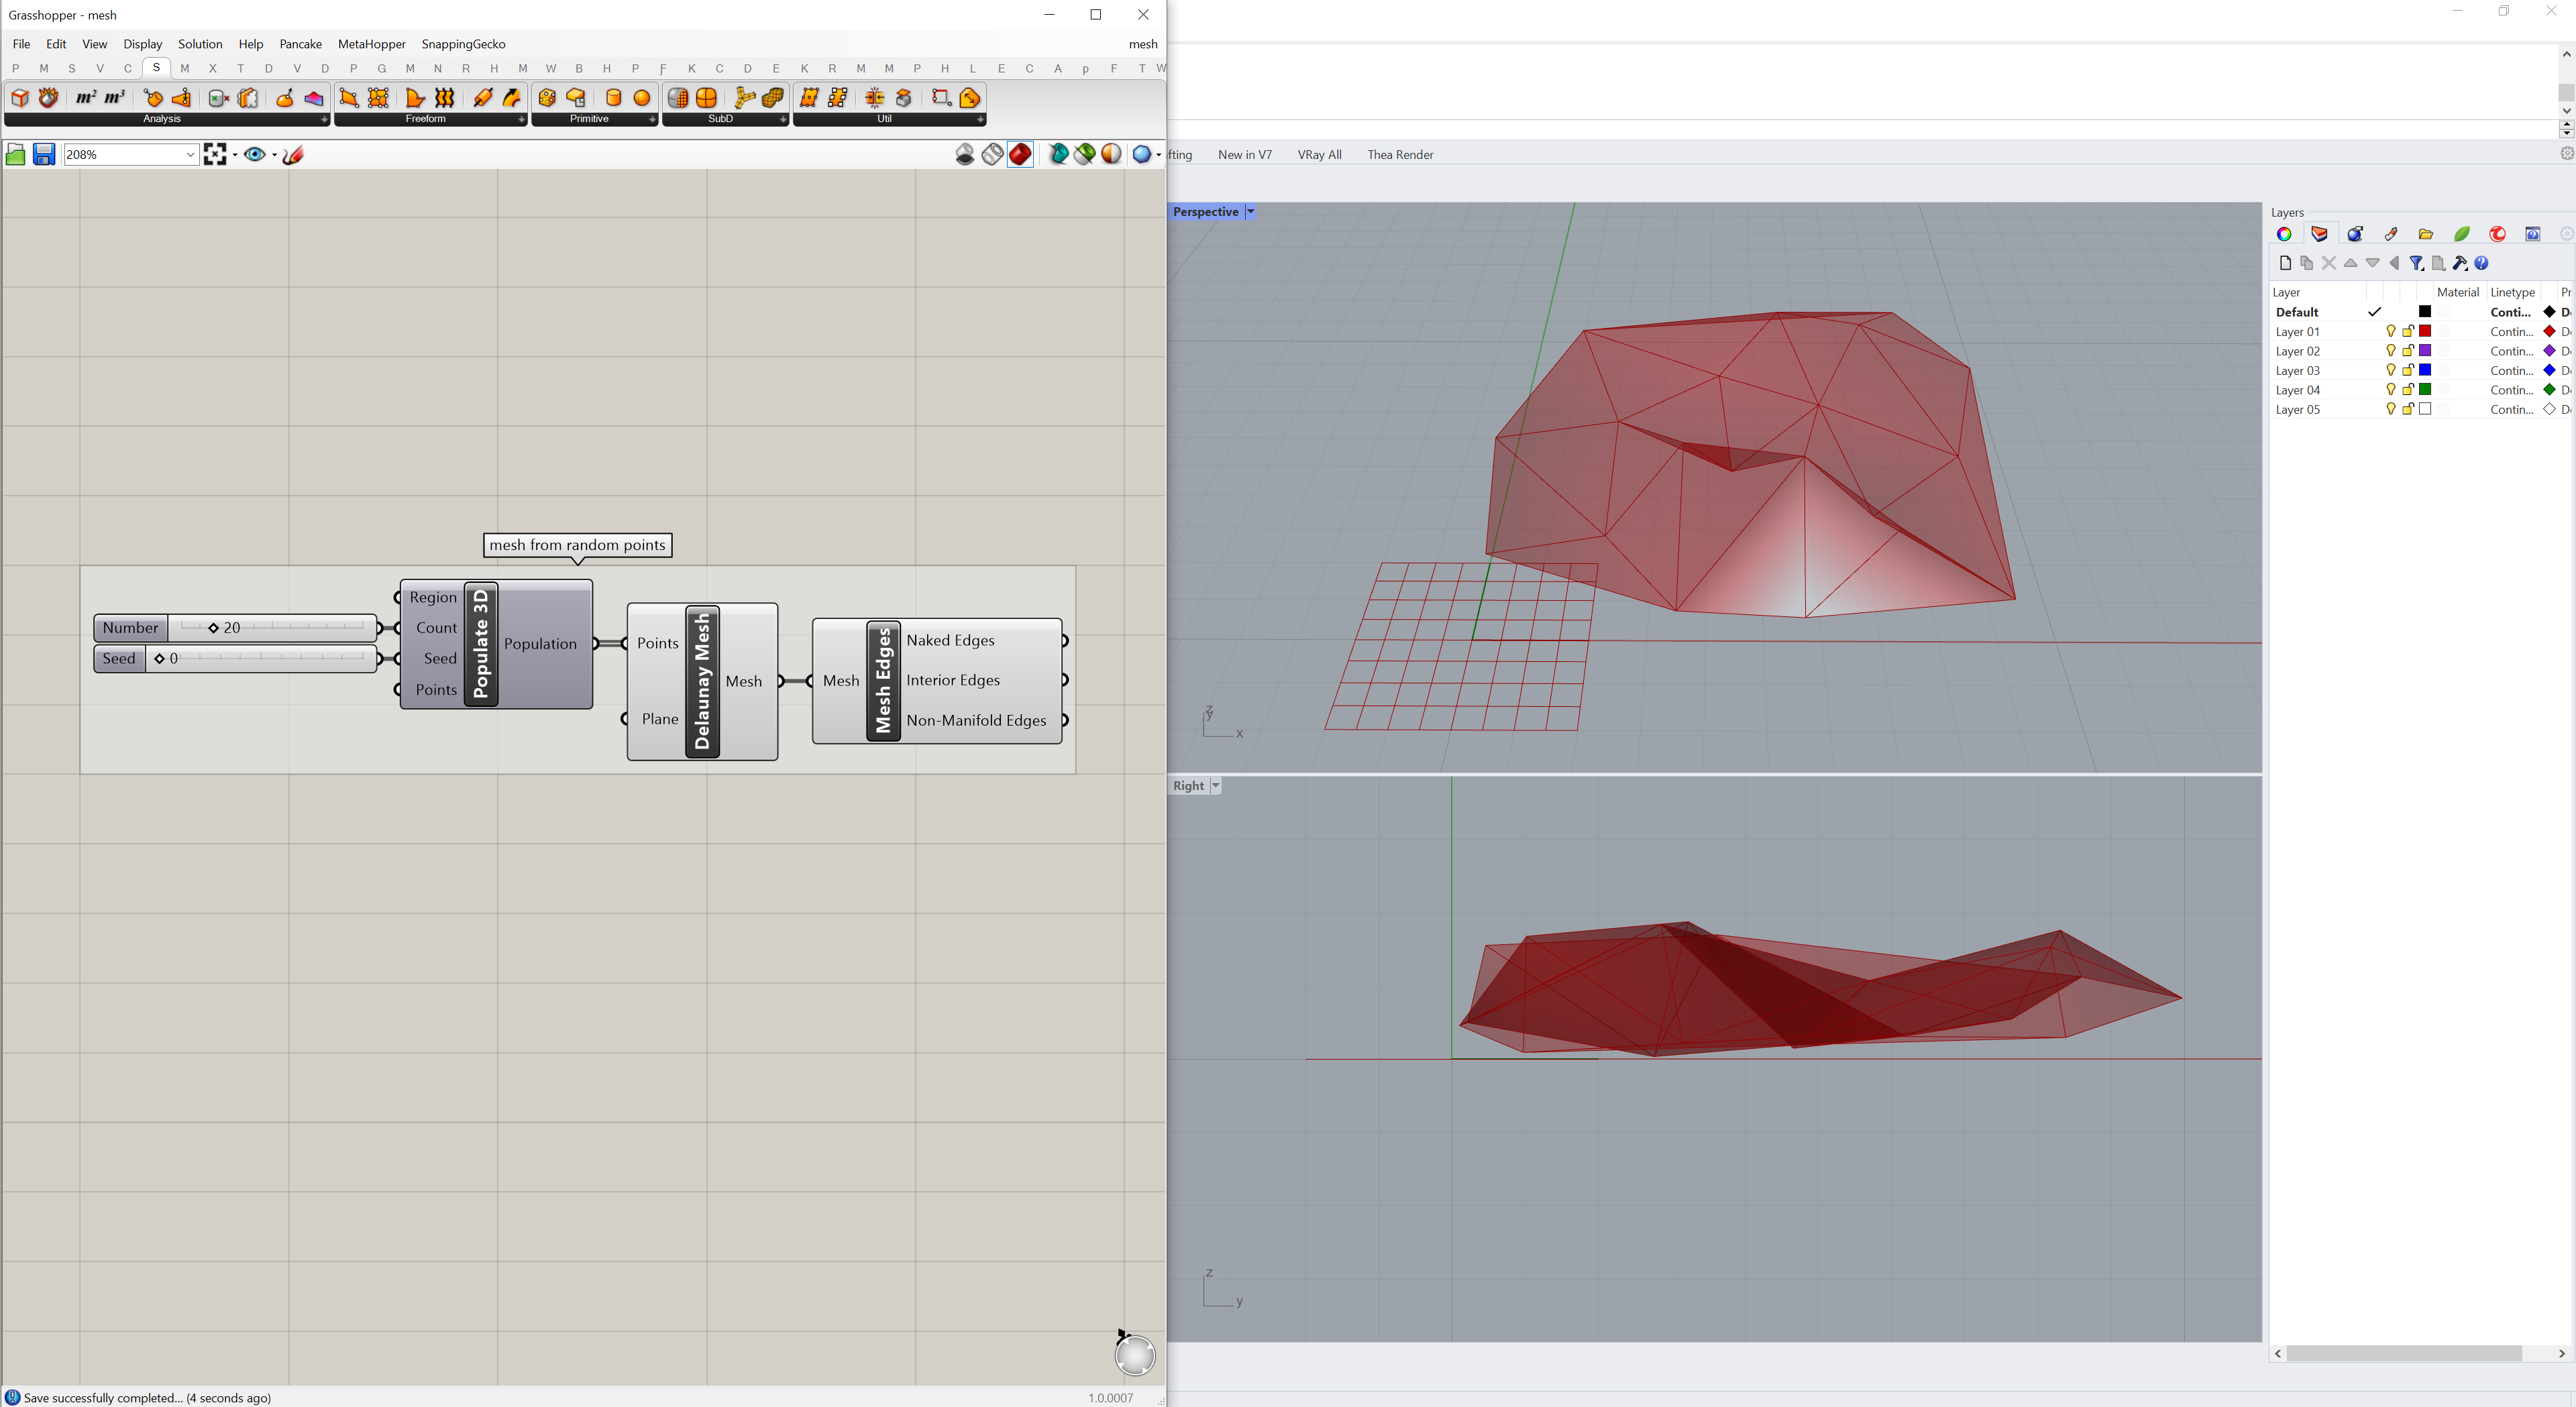 Grasshopper - mesh
File Edit View Display Solution Help Pancake MetaHopper SnappingGecko mesh
P M S V C S M X T D V D P G M N R H M W B H P F K C D E K R M M P H L E C A p F T W
m² m³
Analysis Freeform Primitive SubD Util
208%
fting New in V7 VRay All Thea Render
Perspective
Layers
Layer Material Linetype Pr
Default Conti... D
Layer 01 Contin... D
Layer 02 Contin... D
Layer 03 Contin... D
Layer 04 Contin... D
Layer 05 Contin... D
mesh from random points
Number 20
Seed 0
Region
Count
Seed
Points
Populate 3D
Population
Points
Plane
Delaunay Mesh
Mesh
Mesh
Mesh Edges
Naked Edges
Interior Edges
Non-Manifold Edges
z
y
x
Right
z
y
Save successfully completed... (4 seconds ago)
1.0.0007